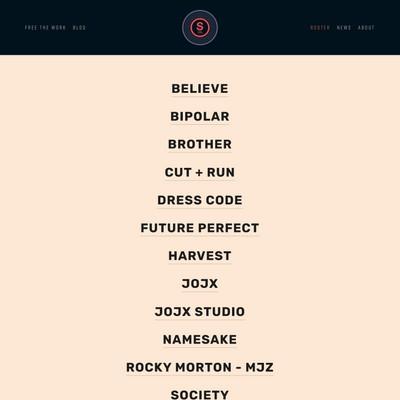 FREE THE WORK BLOG
S
ROSTER NEWS ABOUT
BELIEVE
BIPOLAR
BROTHER
CUT + RUN
DRESS CODE
FUTURE PERFECT
HARVEST
JOJX
JOJX STUDIO
NAMESAKE
ROCKY MORTON - MJZ
SOCIETY